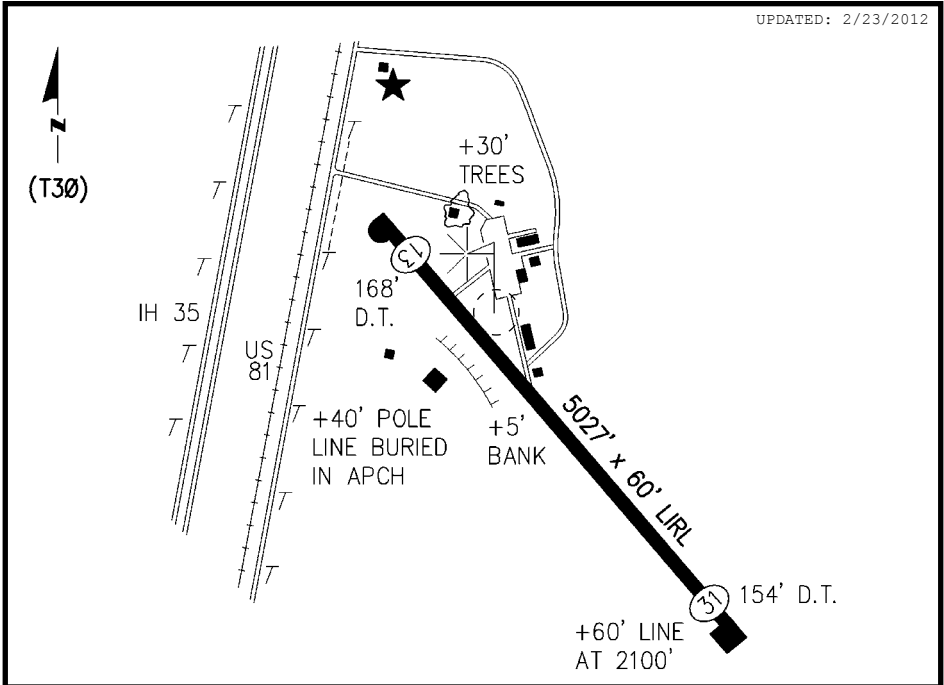 UPDATED: 2/23/2012
N
(T30)
+30'
TREES
13
168'
D.T.
IH 35
US
81
+40' POLE
LINE BURIED
IN APCH
+5'
BANK
5027' x 60' LIRL
31
154' D.T.
+60' LINE
AT 2100'
T
T
T
T
T
T
T
T
T
T
T
T